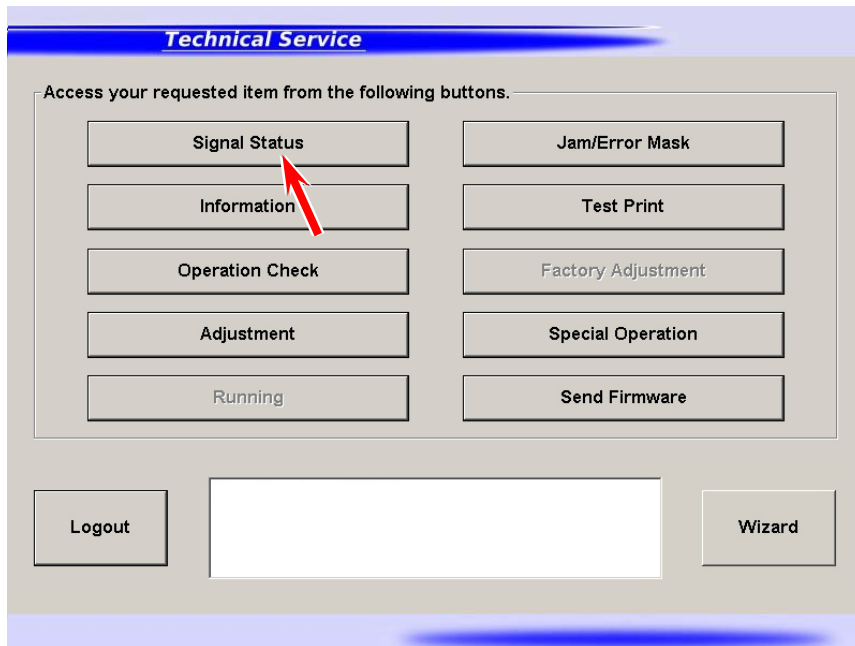 Technical Service
Access your requested item from the following buttons.
Signal Status
Jam/Error Mask
Information
Test Print
Operation Check
Factory Adjustment
Adjustment
Special Operation
Running
Send Firmware
Logout
Wizard